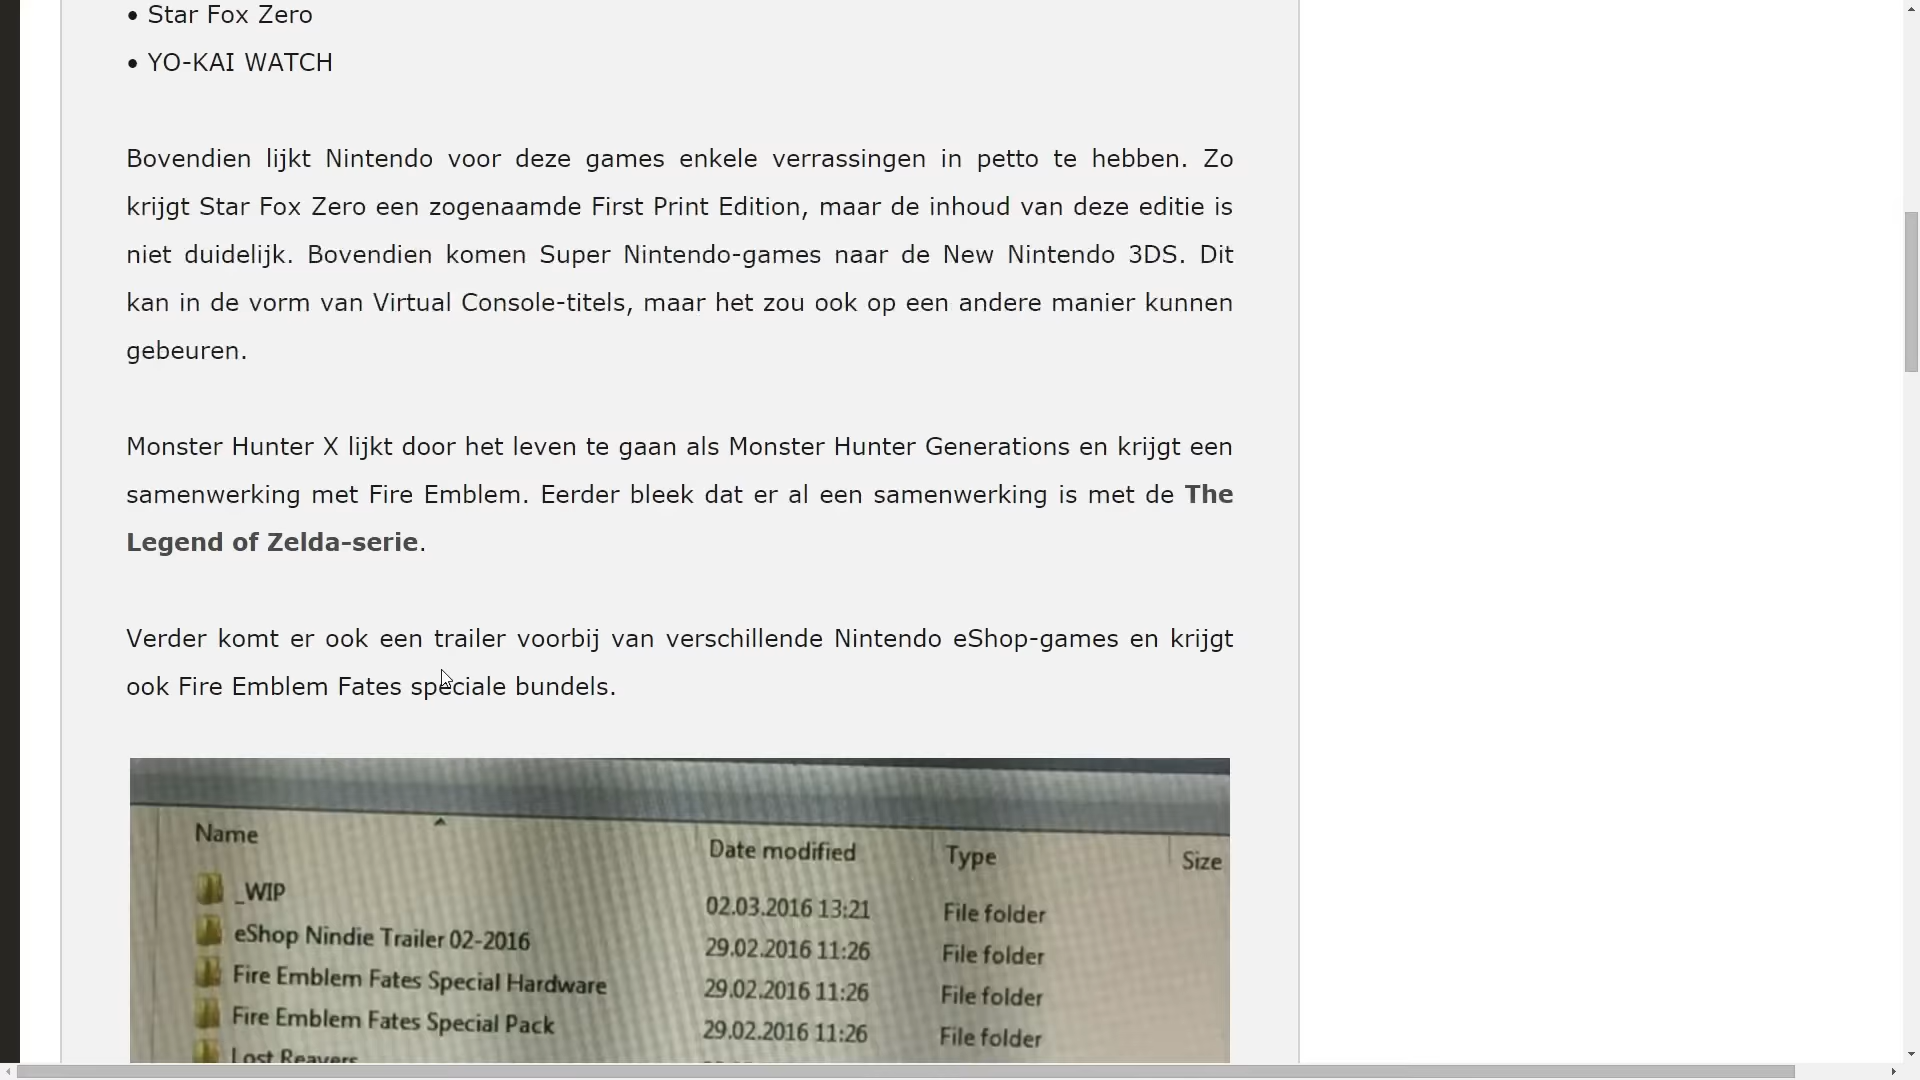 • Star Fox Zero
• YO-KAI WATCH
Bovendien lijkt Nintendo voor deze games enkele verrassingen in petto te hebben. Zo
krijgt Star Fox Zero een zogenaamde First Print Edition, maar de inhoud van deze editie is
niet duidelijk. Bovendien komen Super Nintendo-games naar de New Nintendo 3DS. Dit
kan in de vorm van Virtual Console-titels, maar het zou ook op een andere manier kunnen
gebeuren.
Monster Hunter X lijkt door het leven te gaan als Monster Hunter Generations en krijgt een
samenwerking met Fire Emblem. Eerder bleek dat er al een samenwerking is met de The
Legend of Zelda-serie.
Verder komt er ook een trailer voorbij van verschillende Nintendo eShop-games en krijgt
ook Fire Emblem Fates speciale bundels.
Name Date modified Type Size
_WIP 02.03.2016 13:21 File folder
eShop Nindie Trailer 02-2016 29.02.2016 11:26 File folder
Fire Emblem Fates Special Hardware 29.02.2016 11:26 File folder
Fire Emblem Fates Special Pack 29.02.2016 11:26 File folder
Lost Reavers